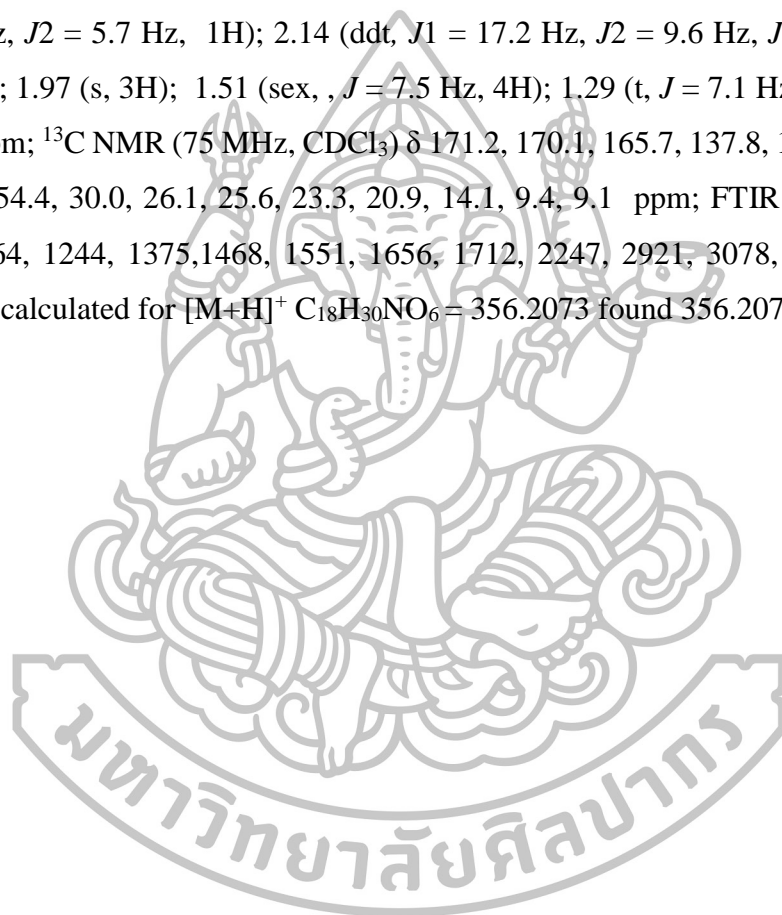 z, J2 = 5.7 Hz, 1H); 2.14 (ddt, J1 = 17.2 Hz, J2 = 9.6 Hz, J
; 1.97 (s, 3H); 1.51 (sex, , J = 7.5 Hz, 4H); 1.29 (t, J = 7.1 Hz
om; ¹³C NMR (75 MHz, CDCl₃) δ 171.2, 170.1, 165.7, 137.8, 1
54.4, 30.0, 26.1, 25.6, 23.3, 20.9, 14.1, 9.4, 9.1 ppm; FTIR
64, 1244, 1375,1468, 1551, 1656, 1712, 2247, 2921, 3078,
calculated for [M+H]⁺ C₁₈H₃₀NO₆ = 356.2073 found 356.207
มหาวิทยาลัยศิลปากร